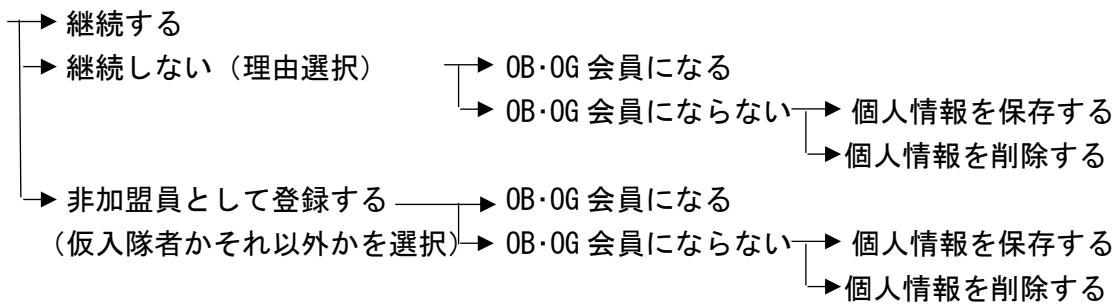 継続する
継続しない（理由選択） OB･OG 会員になる
OB･OG 会員にならない 個人情報を保存する
個人情報を削除する
非加盟員として登録する OB･OG 会員になる
（仮入隊者かそれ以外かを選択） OB･OG 会員にならない 個人情報を保存する
個人情報を削除する